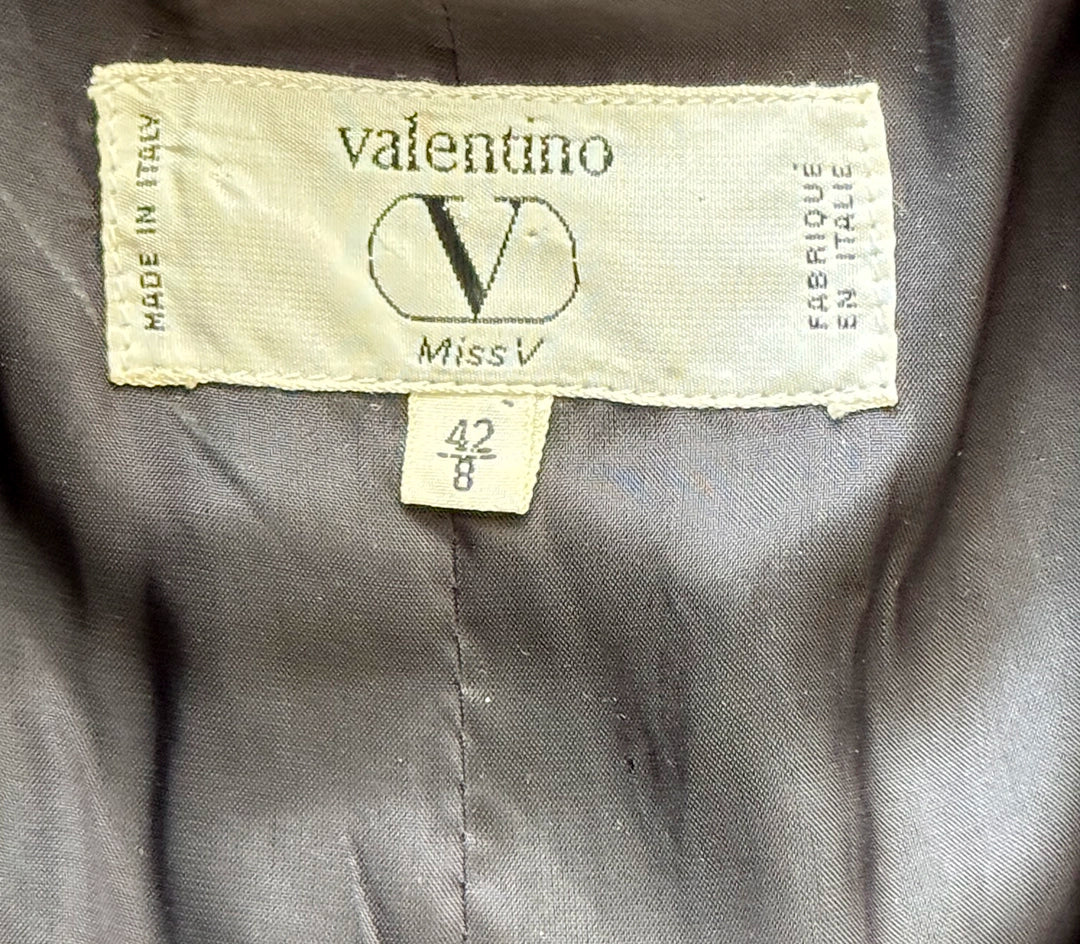 valentino
V
Miss V
MADE IN ITALY
FABRIQUÉ
EN ITALIE
42
8